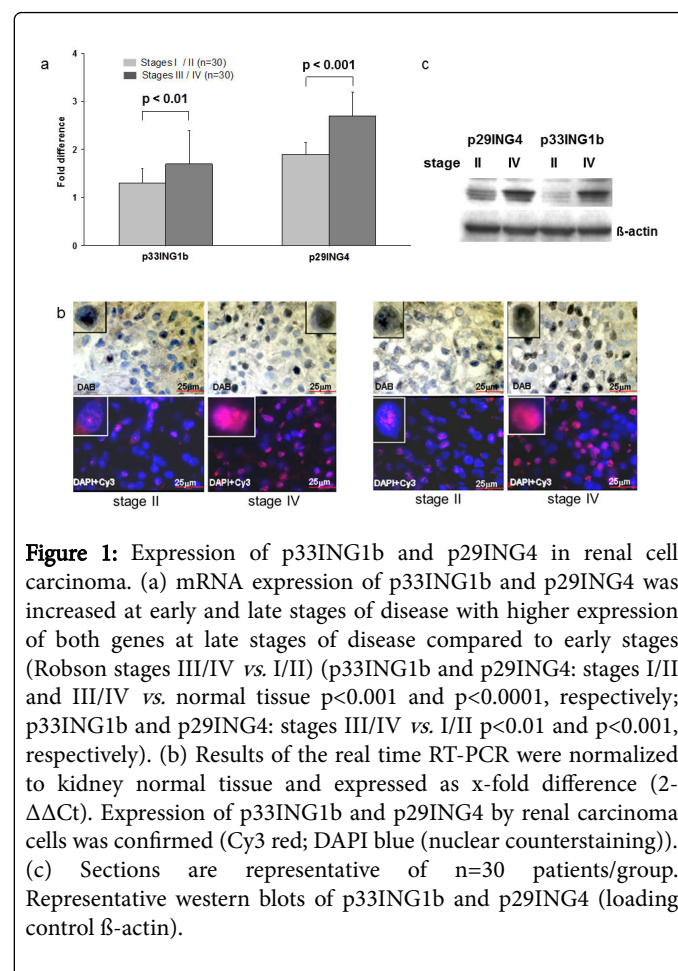 a
4
3
2
1
0
Fold difference
Stages I / II (n=30)
Stages III / IV (n=30)
p < 0.01
p < 0.001
p33ING1b
p29ING4
c
p29ING4 p33ING1b
stage II IV II IV
ß-actin
b
DAB 25µm
DAB 25µm
DAPI+Cy3 25µm
DAPI+Cy3 25µm
stage II
stage IV
DAB 25µm
DAB 25µm
DAPI+Cy3 25µm
DAPI+Cy3 25µm
stage II
stage IV
Figure 1: Expression of p33ING1b and p29ING4 in renal cell
carcinoma. (a) mRNA expression of p33ING1b and p29ING4 was
increased at early and late stages of disease with higher expression
of both genes at late stages of disease compared to early stages
(Robson stages III/IV vs. I/II) (p33ING1b and p29ING4: stages I/II
and III/IV vs. normal tissue p<0.001 and p<0.0001, respectively;
p33ING1b and p29ING4: stages III/IV vs. I/II p<0.01 and p<0.001,
respectively). (b) Results of the real time RT-PCR were normalized
to kidney normal tissue and expressed as x-fold difference (2-
ΔΔCt). Expression of p33ING1b and p29ING4 by renal carcinoma
cells was confirmed (Cy3 red; DAPI blue (nuclear counterstaining)).
(c) Sections are representative of n=30 patients/group.
Representative western blots of p33ING1b and p29ING4 (loading
control ß-actin).